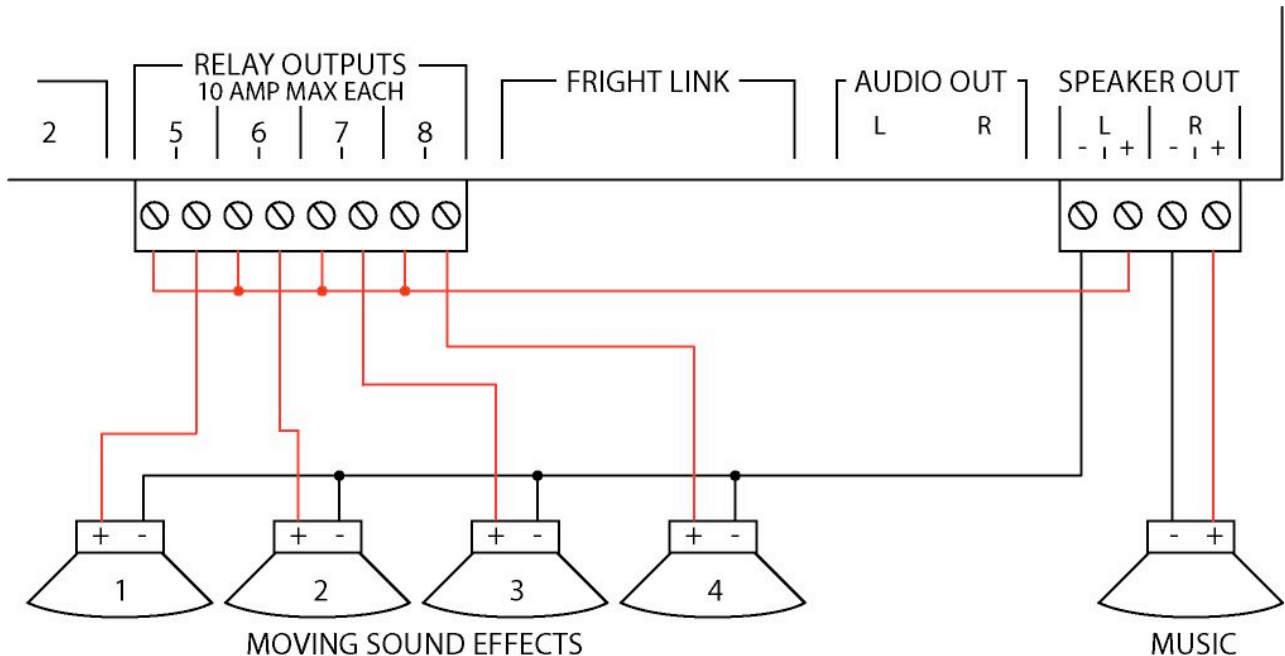 RELAY OUTPUTS
10 AMP MAX EACH
FRIGHT LINK
AUDIO OUT
SPEAKER OUT
2 5 6 7 8
L R
L R
- + - +
+ - + - + - + - - +
1 2 3 4
MOVING SOUND EFFECTS
MUSIC